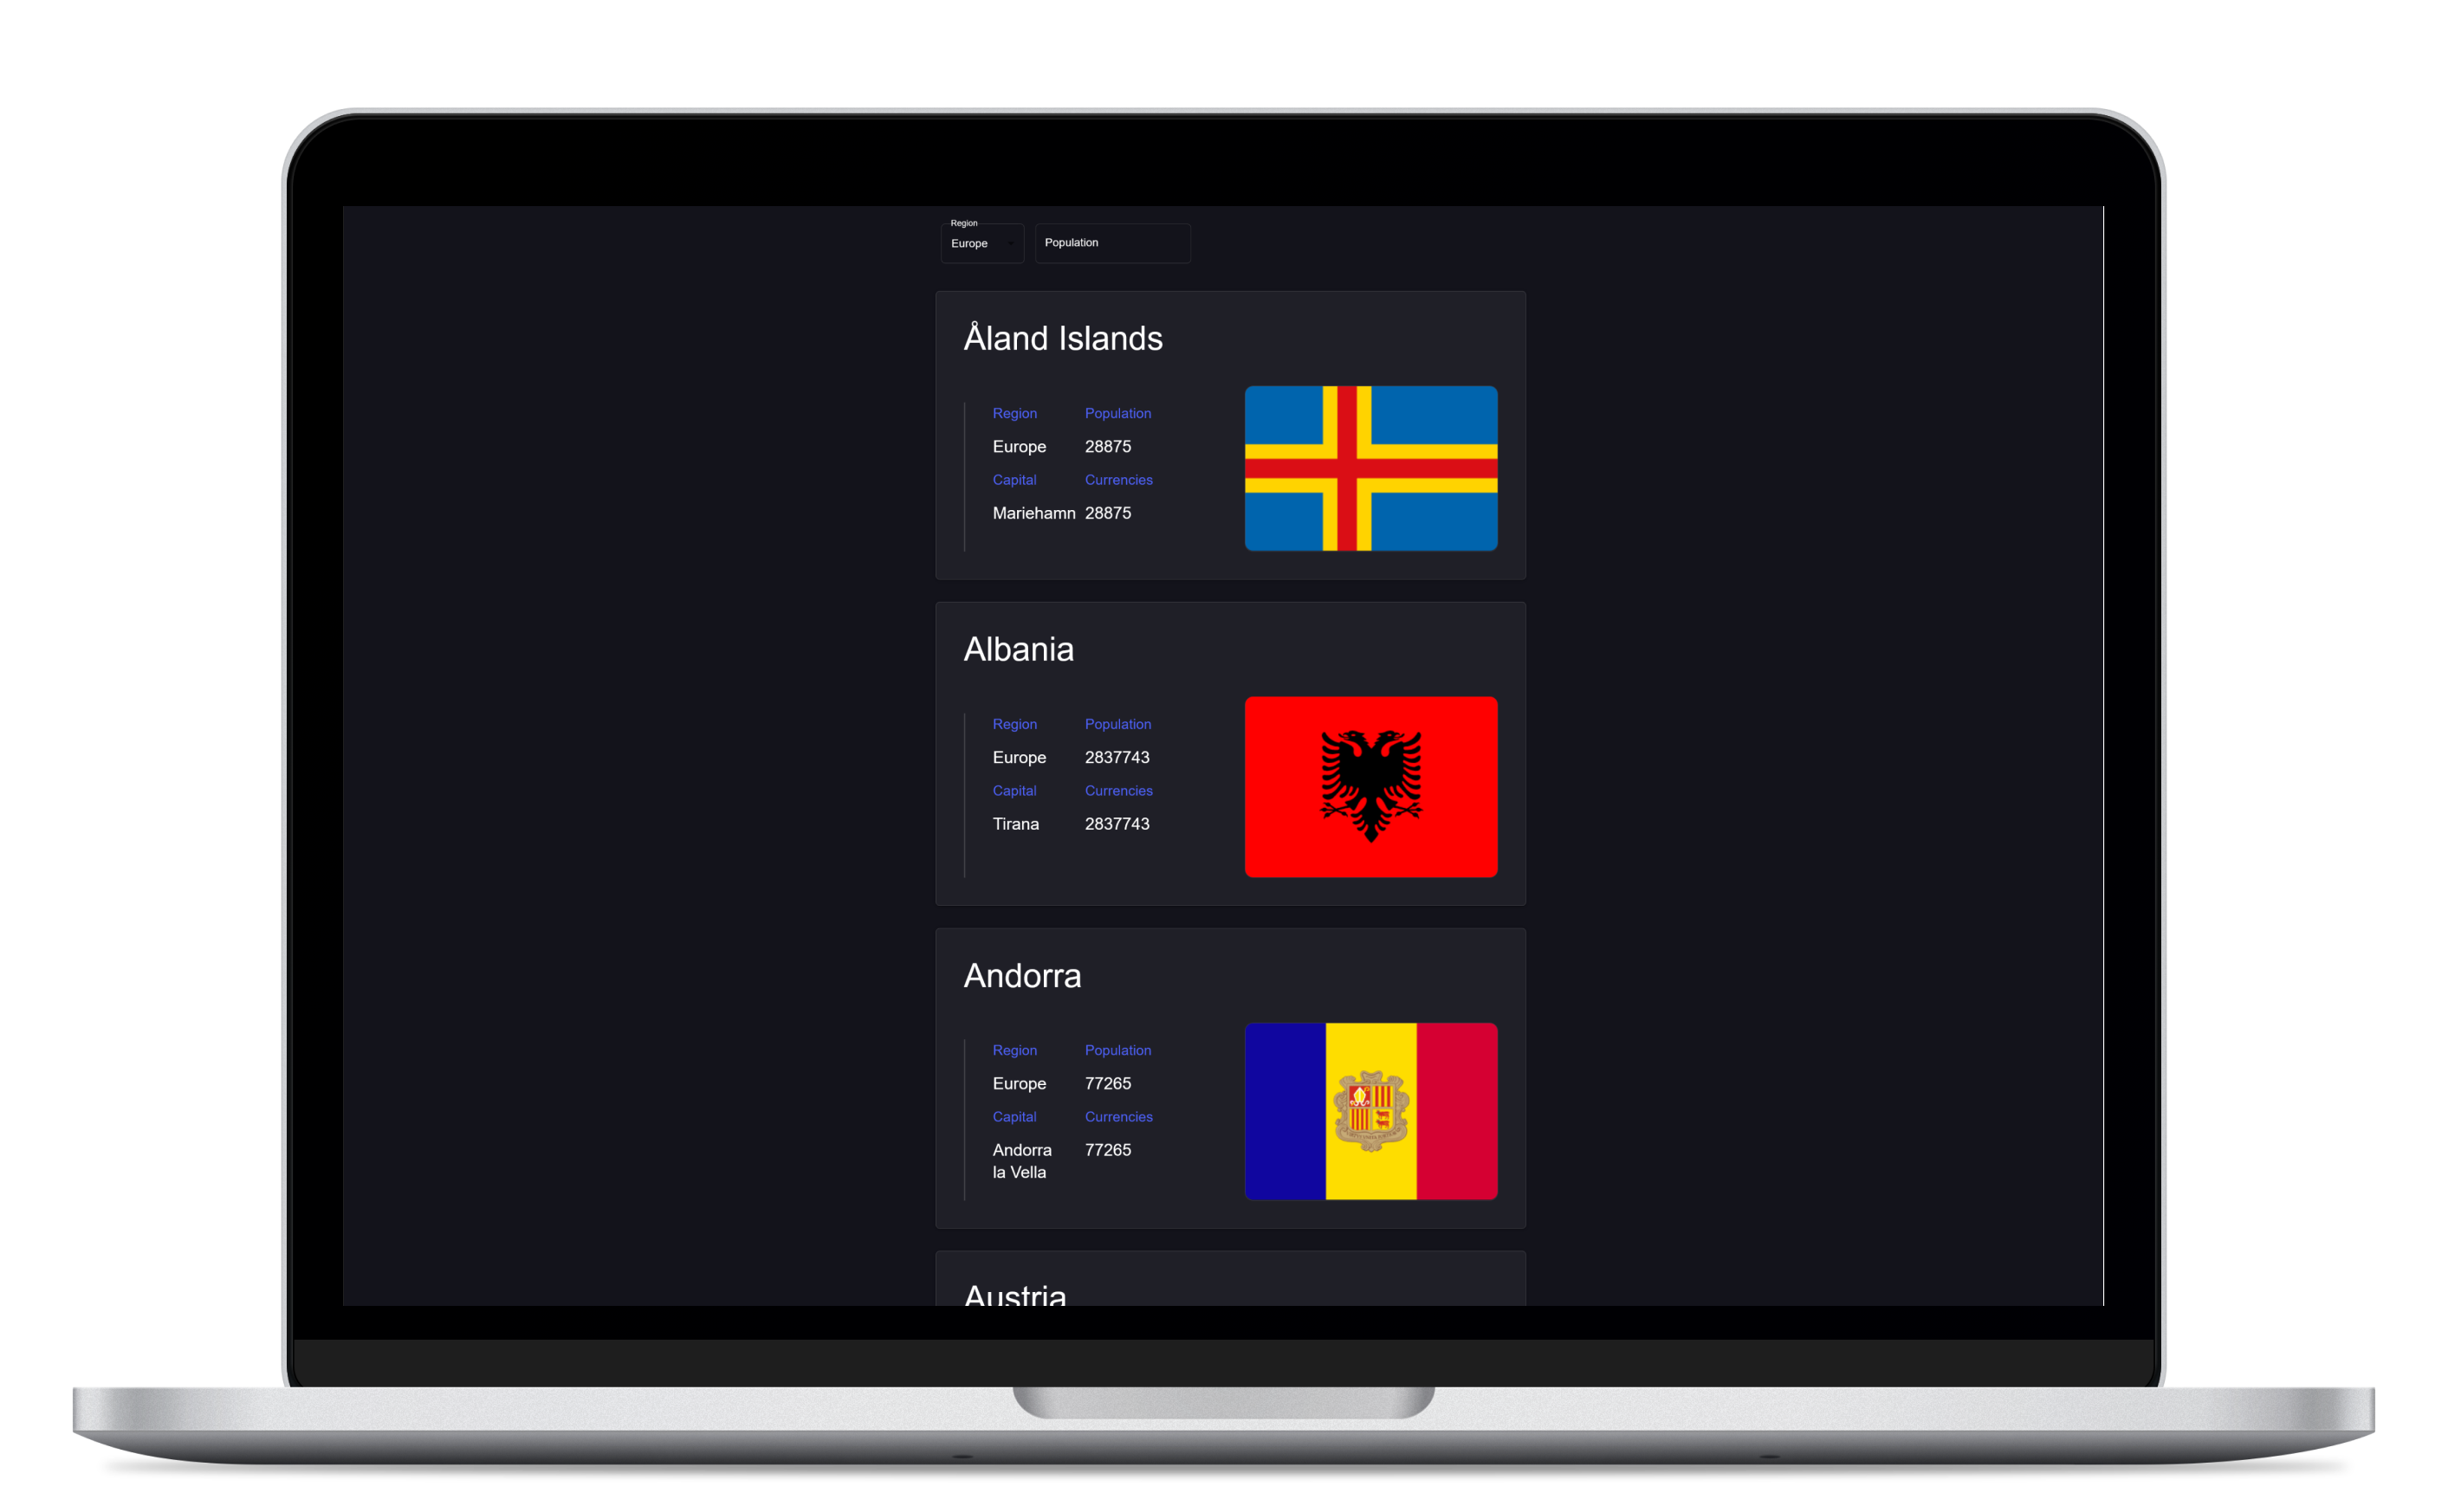 Region
Europe
Population
Åland Islands
Region Population
Europe 28875
Capital Currencies
Mariehamn 28875
Albania
Region Population
Europe 2837743
Capital Currencies
Tirana 2837743
Andorra
Region Population
Europe 77265
Capital Currencies
Andorra 77265
la Vella
Austria